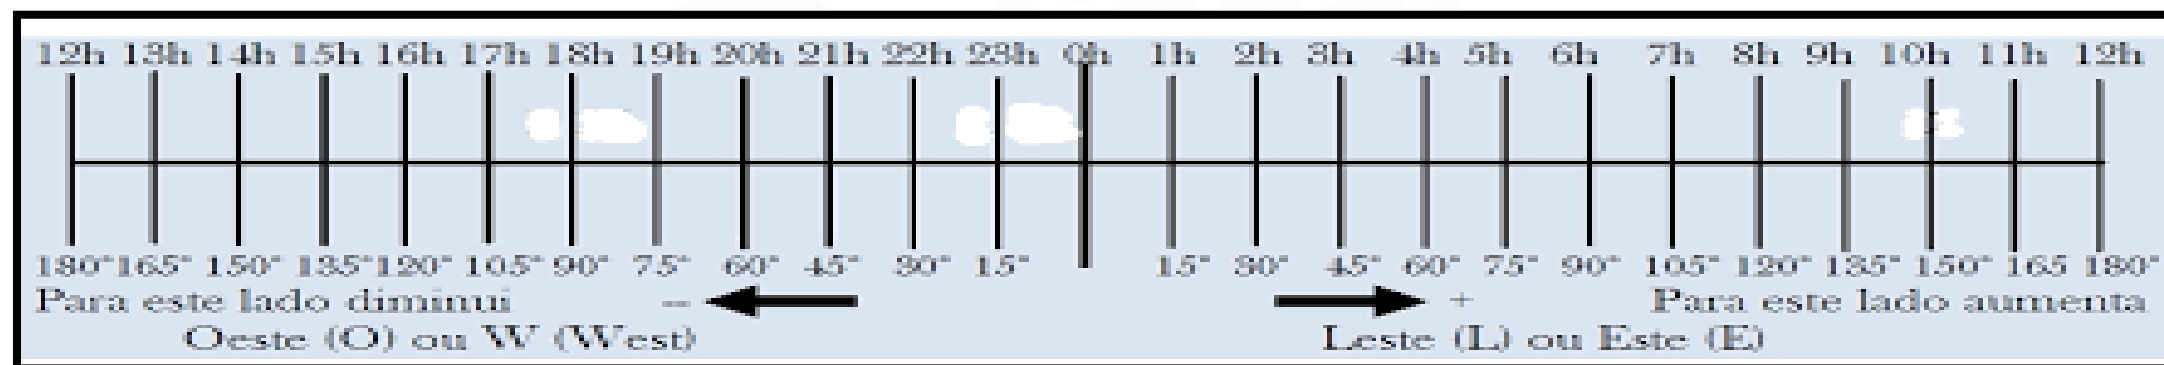 12h 13h 14h 15h 16h 17h 18h 19h 20h 21h 22h 23h 0h 1h 2h 3h 4h 5h 6h 7h 8h 9h 10h 11h 12h
180° 165° 150° 135° 120° 105° 90° 75° 60° 45° 30° 15° 15° 30° 45° 60° 75° 90° 105° 120° 135° 150° 165 180°
Para este lado diminui – + Para este lado aumenta
Oeste (O) ou W (West) Leste (L) ou Este (E)